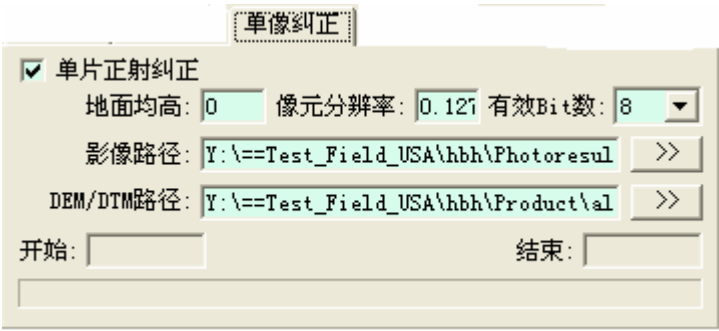 单像纠正
单片正射纠正
地面均高: 0 像元分辨率: 0.127 有效Bit数: 8
影像路径: Y:\==Test_Field_USA\hbh\Photoresul >>
DEM/DTM路径: Y:\==Test_Field_USA\hbh\Product\al >>
开始: 结束: